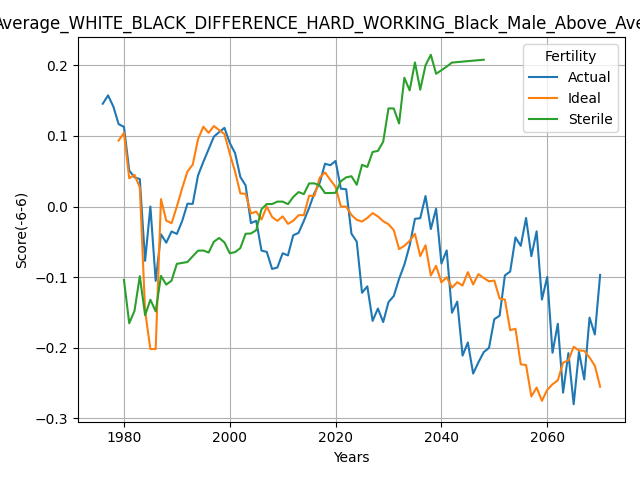 Average_WHITE_BLACK_DIFFERENCE_HARD_WORKING_Black_Male_Above_Ave
Fertility
Actual
Ideal
Sterile
0.2
0.1
0.0
−0.1
−0.2
−0.3
Score(-6-6)
1980 2000 2020 2040 2060
Years